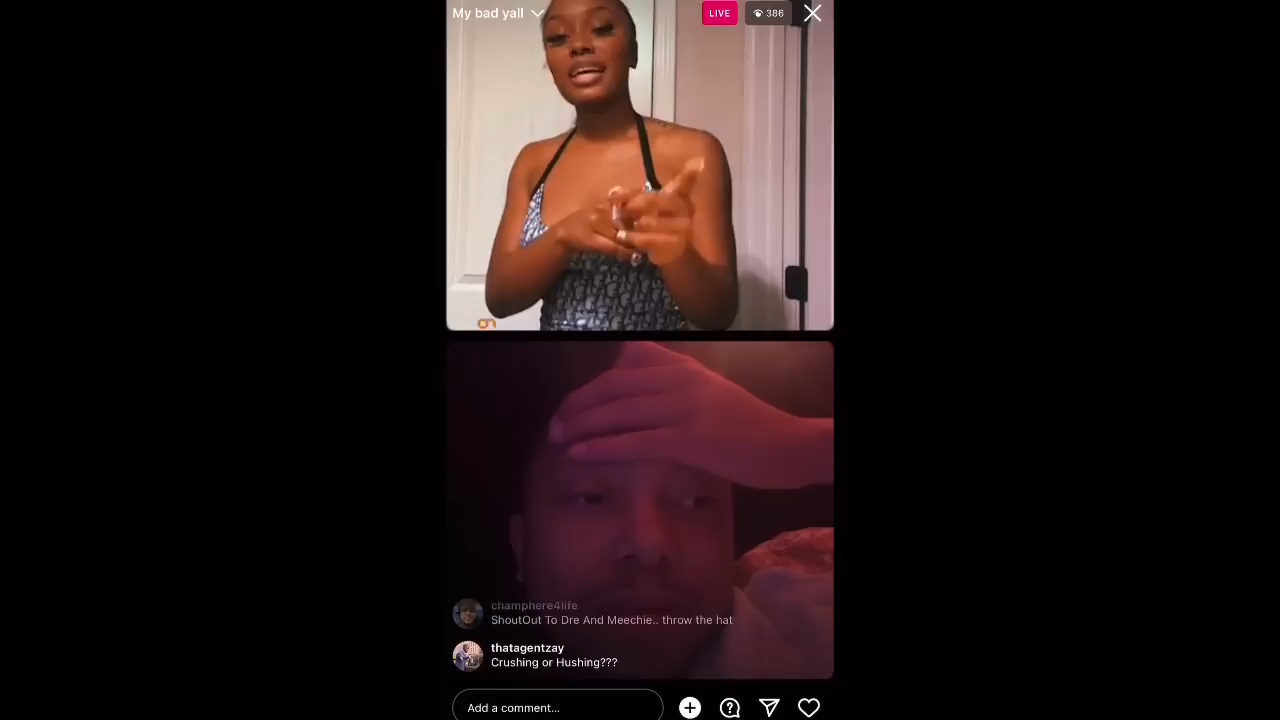 My bad yall
LIVE
386
champhere4life
ShoutOut To Dre And Meechie.. throw the hat
thatagentzay
Crushing or Hushing???
Add a comment...